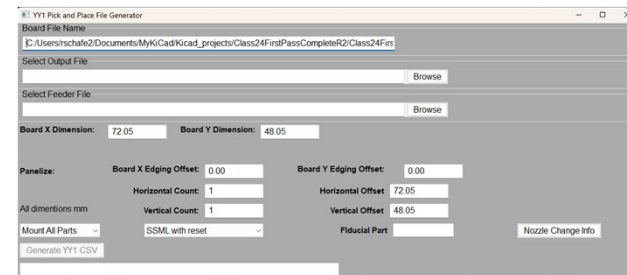 YY1 Pick and Place File Generator
Board File Name
C:/Users/rschafe2/Documents/MyKiCad/Kicad_projects/Class24FirstPassCompleteR2/Class24Firs
Select Output File
Browse
Select Feeder File
Browse
Board X Dimension: 72.05 Board Y Dimension: 48.05
Panelize: Board X Edging Offset: 0.00 Board Y Edging Offset: 0.00
Horizontal Count: 1 Horizontal Offset 72.05
All dimentions mm Vertical Count: 1 Vertical Offset 48.05
Mount All Parts SSML with reset Fiducial Part Nozzle Change Info
Generate YY1 CSV